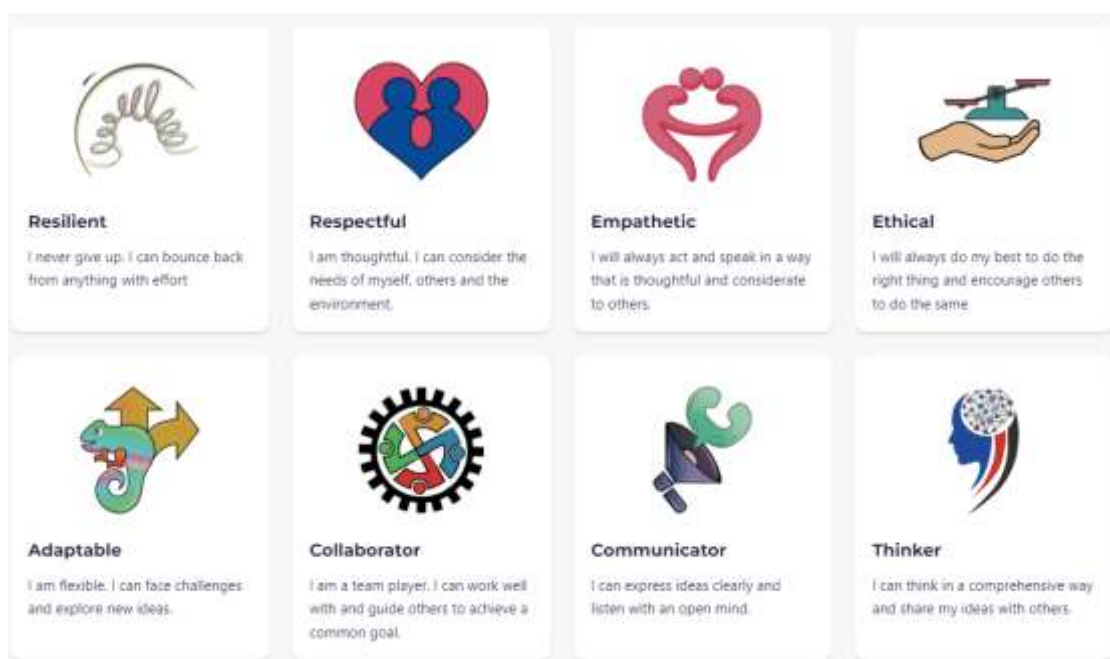 Resilient
I never give up. I can bounce back
from anything with effort
Respectful
I am thoughtful. I can consider the
needs of myself, others and the
environment.
Empathetic
I will always act and speak in a way
that is thoughtful and considerate
to others.
Ethical
I will always do my best to do the
right thing and encourage others
to do the same
Adaptable
I am flexible. I can face challenges
and explore new ideas.
Collaborator
I am a team player. I can work well
with and guide others to achieve a
common goal.
Communicator
I can express ideas clearly and
listen with an open mind.
Thinker
I can think in a comprehensive way
and share my ideas with others.